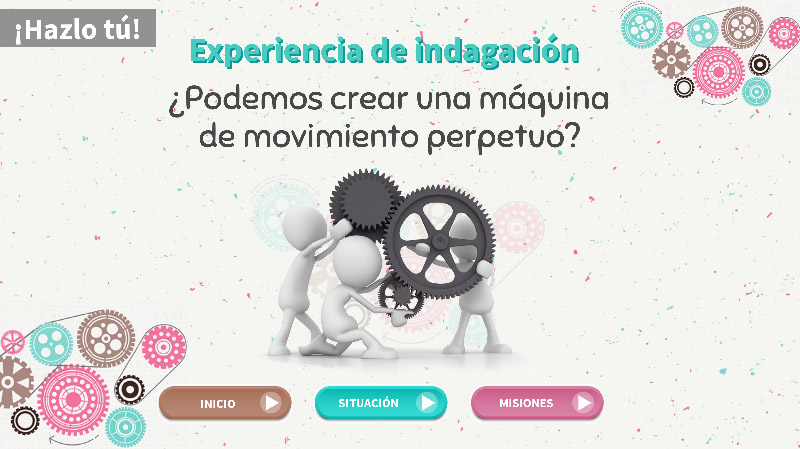 ¡Hazlo tú!
Experiencia de indagación
¿Podemos crear una máquina
de movimiento perpetuo?
INICIO
SITUACIÓN
MISIONES